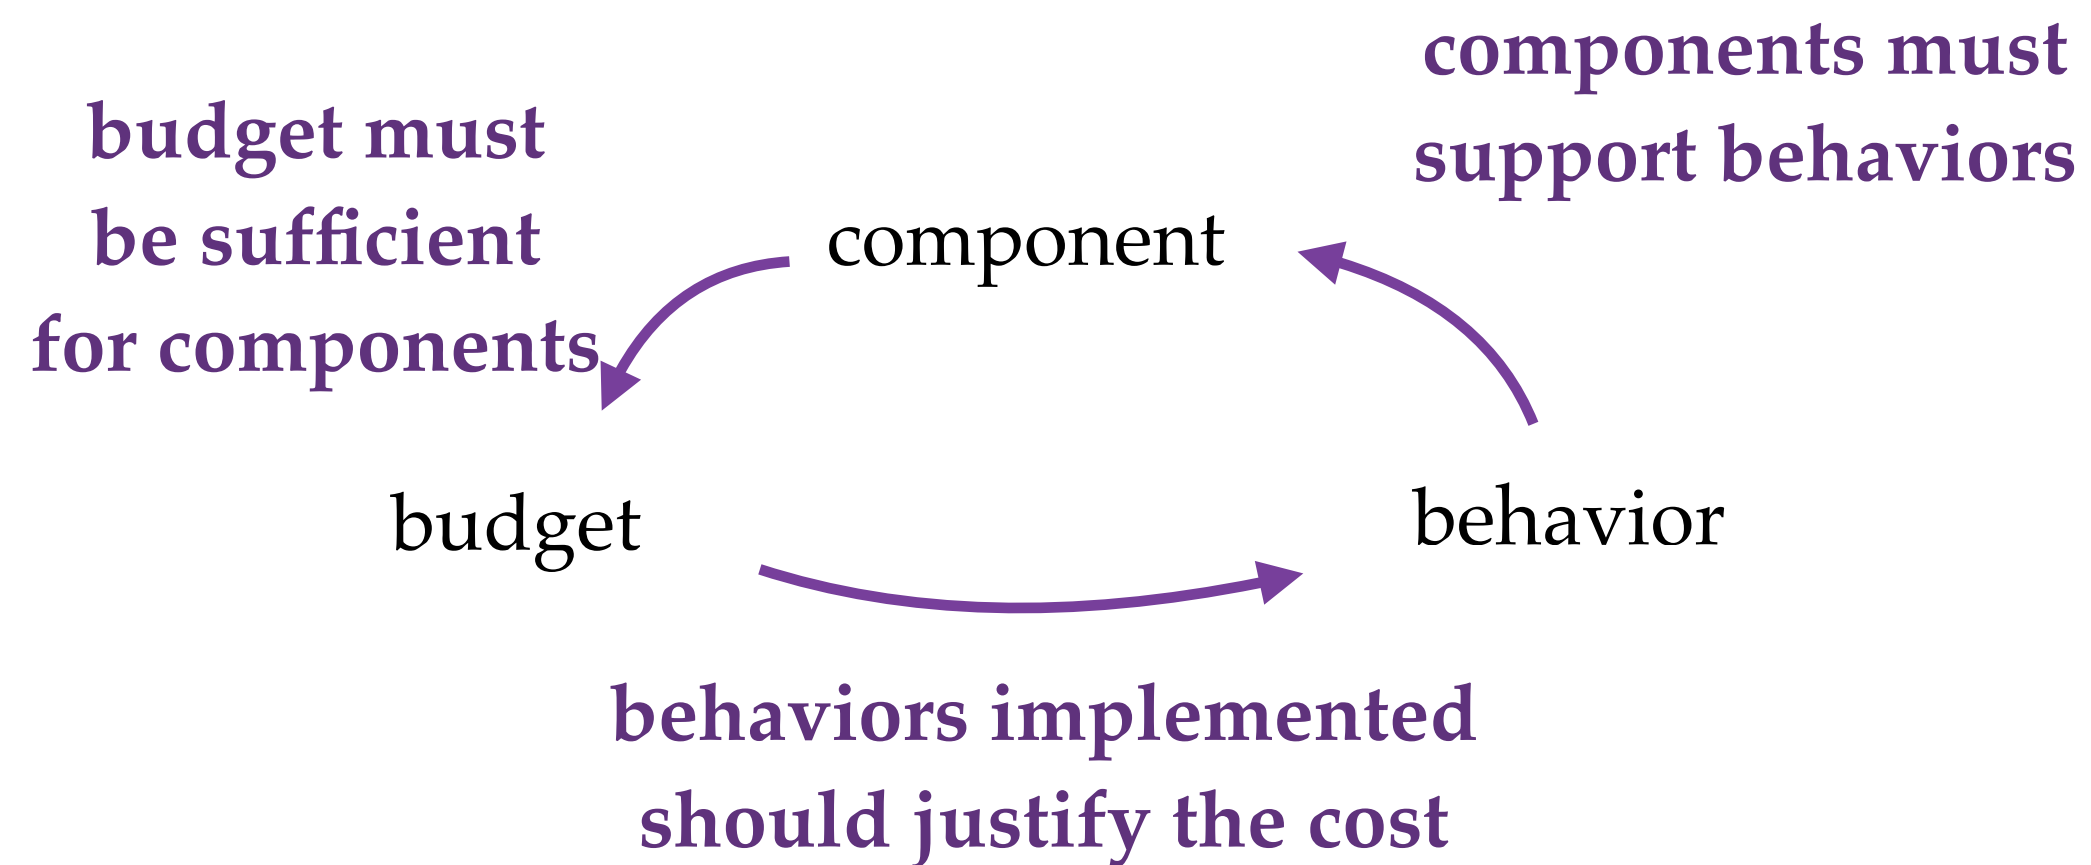 components must
support behaviors
budget must
be sufficient
for components
component
budget
behavior
behaviors implemented
should justify the cost